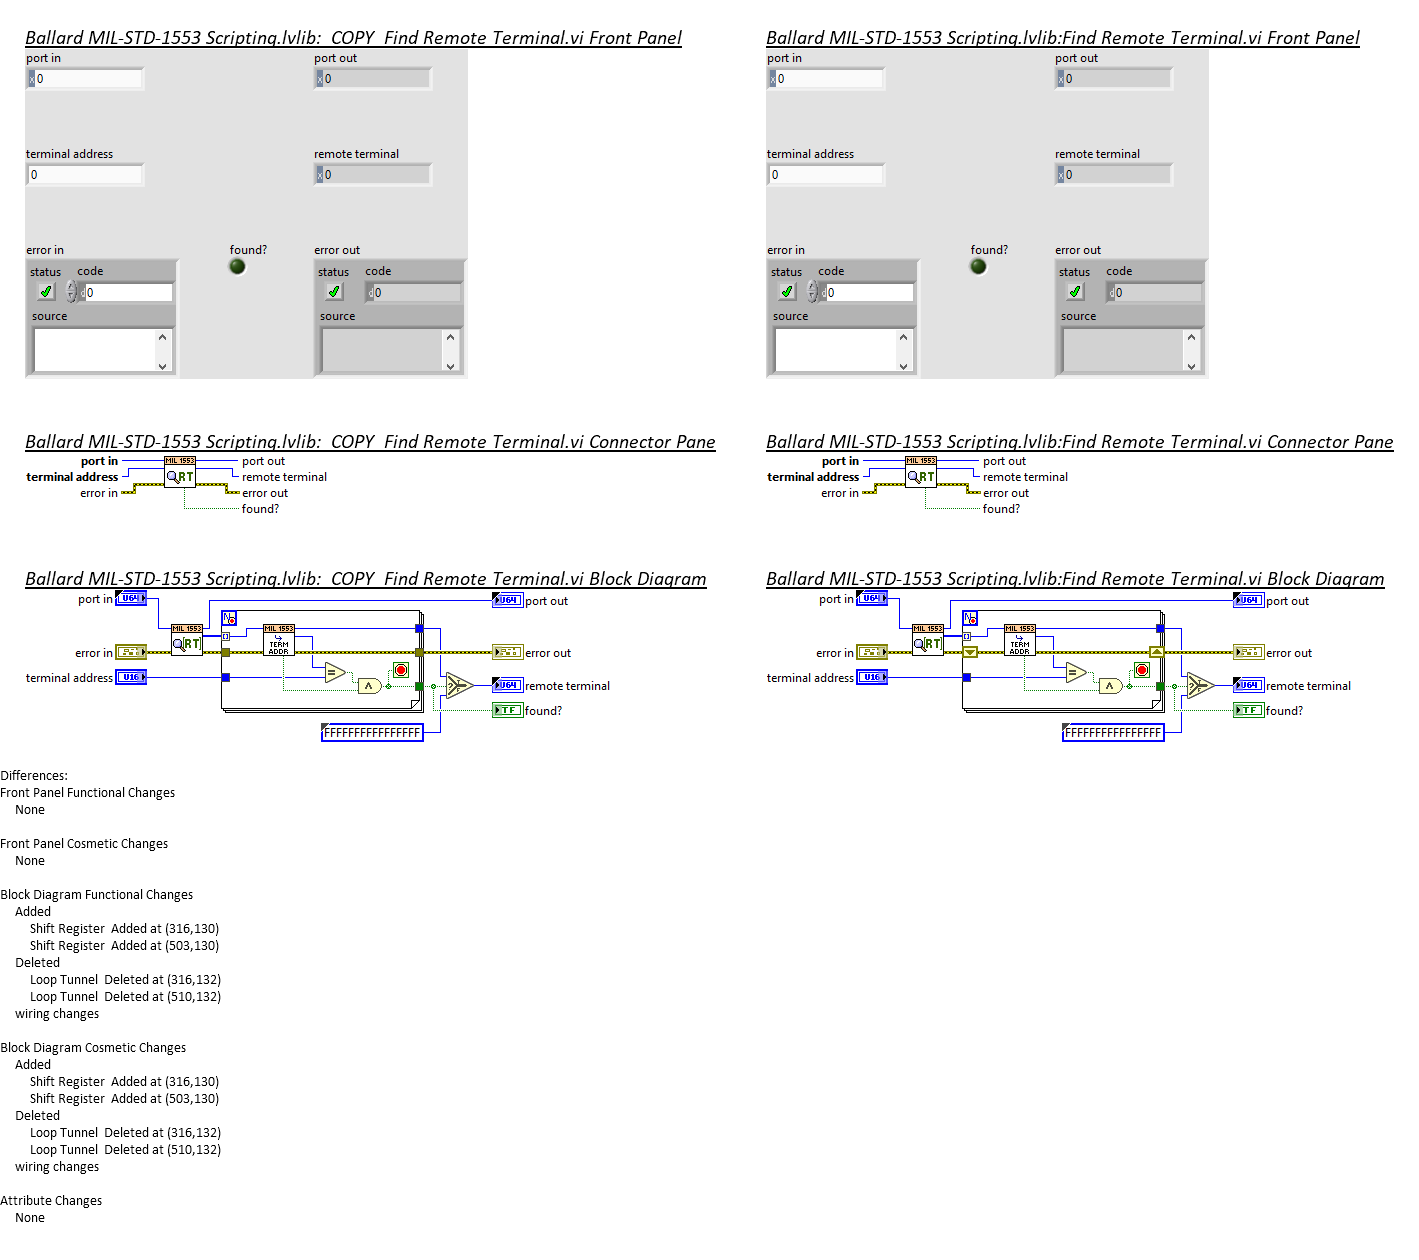 Ballard MIL-STD-1553 Scripting.lvlib:  COPY  Find Remote Terminal.vi Front Panel
port in
port out
x 0
x 0
terminal address
remote terminal
0
x 0
error in
found?
error out
status
code
status
code
d 0
d 0
source
source
Ballard MIL-STD-1553 Scripting.lvlib:Find Remote Terminal.vi Front Panel
port in
port out
x 0
x 0
terminal address
remote terminal
0
x 0
error in
found?
error out
status
code
status
code
d 0
d 0
source
source
Ballard MIL-STD-1553 Scripting.lvlib:  COPY  Find Remote Terminal.vi Connector Pane
port in
MIL 1553
port out
terminal address
RT
remote terminal
error in
error out
found?
Ballard MIL-STD-1553 Scripting.lvlib:Find Remote Terminal.vi Connector Pane
port in
MIL 1553
port out
terminal address
RT
remote terminal
error in
error out
found?
Ballard MIL-STD-1553 Scripting.lvlib:  COPY  Find Remote Terminal.vi Block Diagram
port in
U64
U64
port out
N
MIL 1553
MIL 1553
[RT]
TERM
ADDR
error in
error out
=
terminal address
U16
Λ
?
T
F
U64
remote terminal
TF
found?
FFFFFFFFFFFFFFFF
Ballard MIL-STD-1553 Scripting.lvlib:Find Remote Terminal.vi Block Diagram
port in
U64
U64
port out
N
MIL 1553
MIL 1553
[RT]
TERM
ADDR
error in
error out
=
terminal address
U16
Λ
?
T
F
U64
remote terminal
TF
found?
FFFFFFFFFFFFFFFF
Differences:
Front Panel Functional Changes
None
Front Panel Cosmetic Changes
None
Block Diagram Functional Changes
Added
Shift Register  Added at (316,130)
Shift Register  Added at (503,130)
Deleted
Loop Tunnel  Deleted at (316,132)
Loop Tunnel  Deleted at (510,132)
wiring changes
Block Diagram Cosmetic Changes
Added
Shift Register  Added at (316,130)
Shift Register  Added at (503,130)
Deleted
Loop Tunnel  Deleted at (316,132)
Loop Tunnel  Deleted at (510,132)
wiring changes
Attribute Changes
None